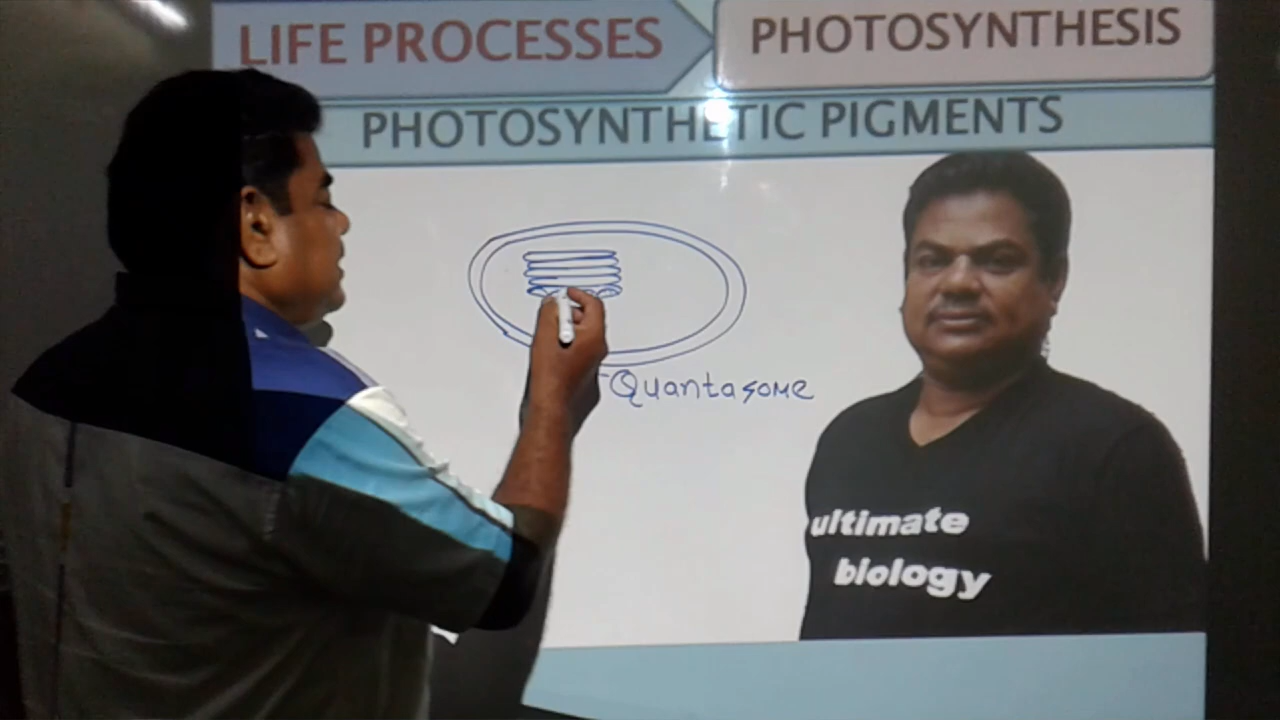 LIFE PROCESSES
PHOTOSYNTHESIS
PHOTOSYNTHETIC PIGMENTS
Quantasome
ultimate
biology